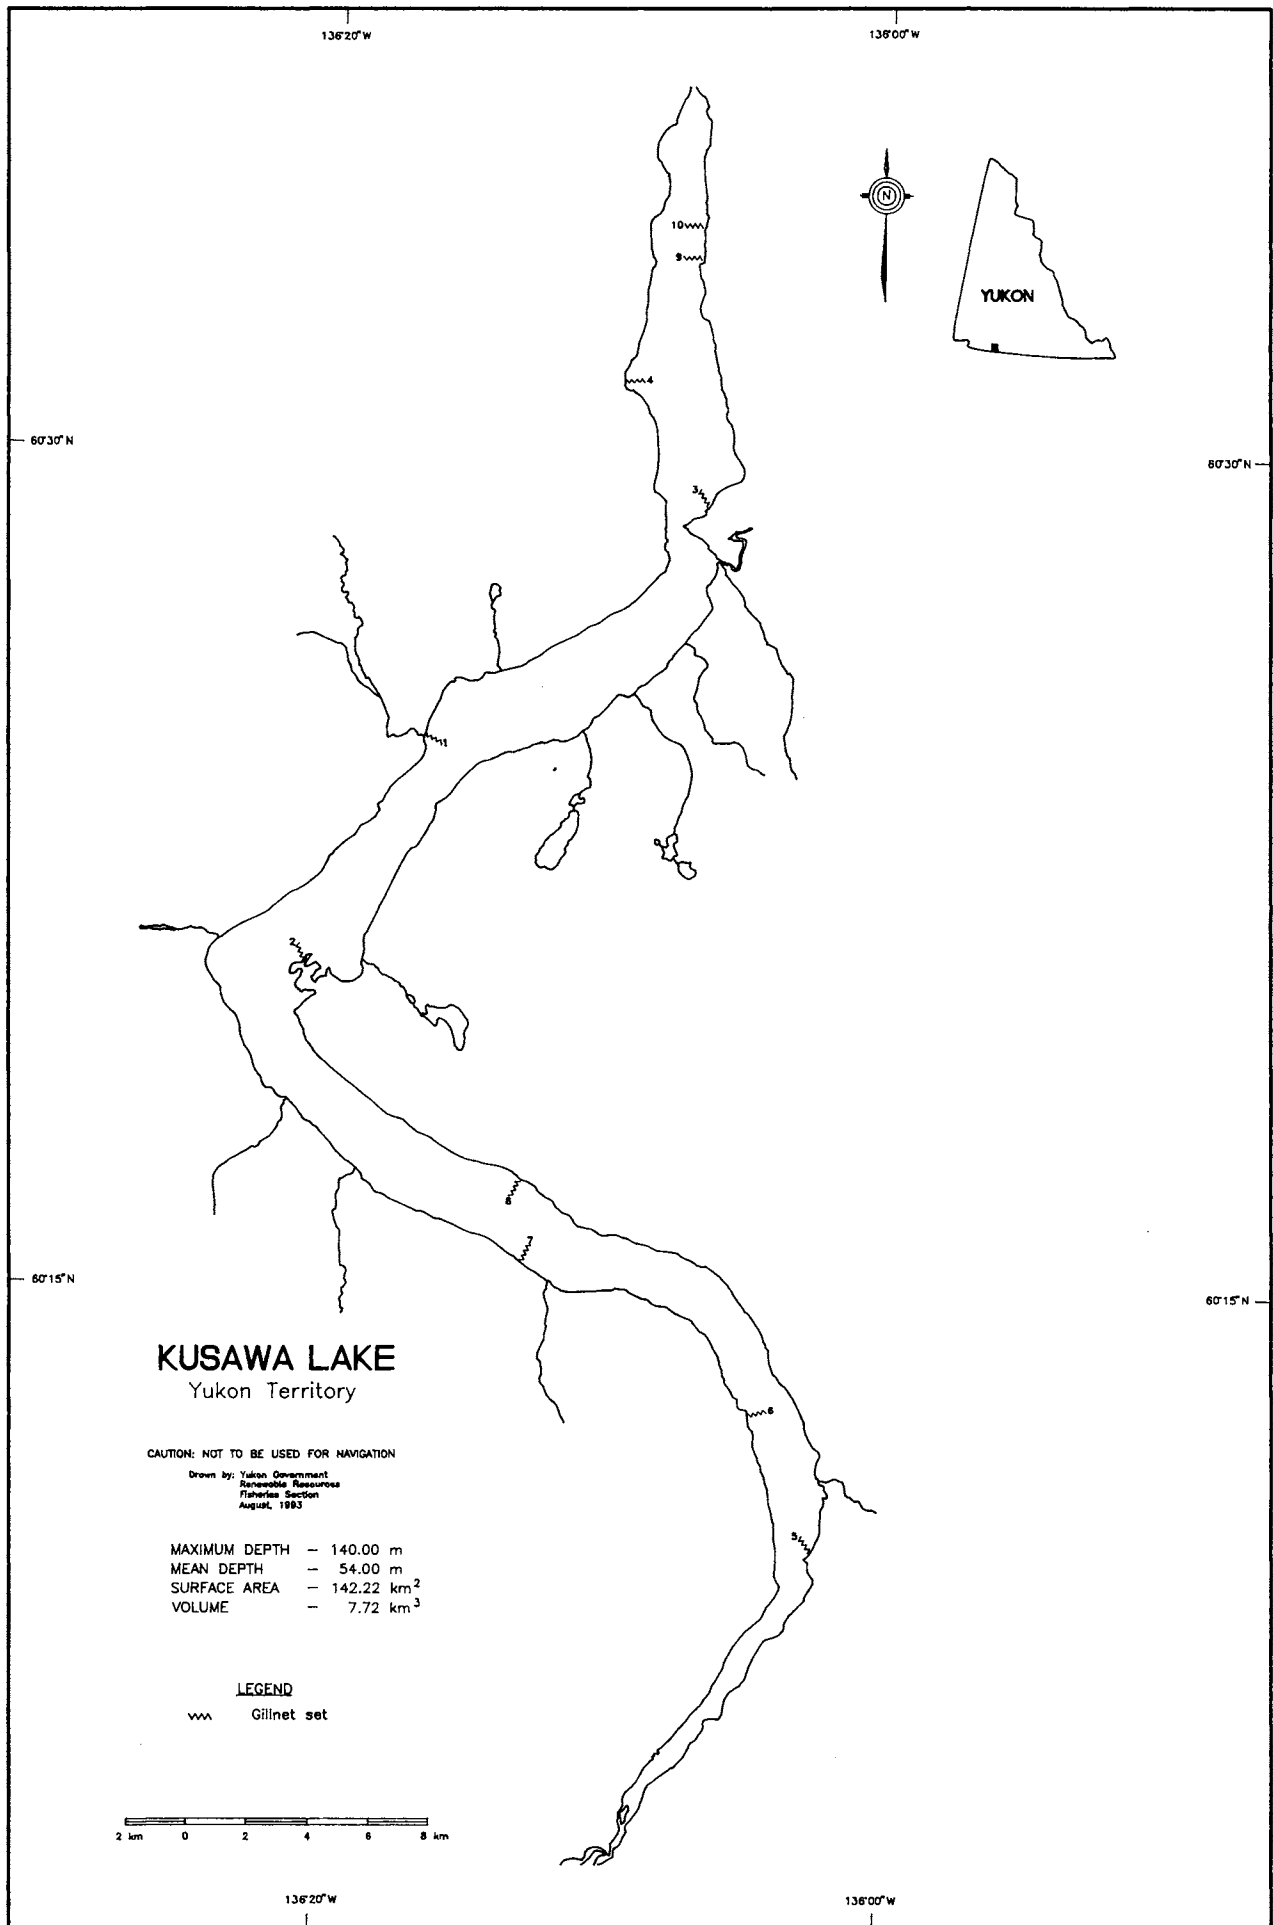 136°20"W
136°00"W
N
YUKON
10
9
4
60°30"N
60°30"N
3
1
2
8
7
60°15"N
60°15"N
KUSAWA LAKE
Yukon Territory
6
CAUTION: NOT TO BE USED FOR NAVIGATION
Drawn by: Yukon Government
Renewable Resources
Fisheries Section
August, 1993
5
MAXIMUM DEPTH – 140.00 m
MEAN DEPTH – 54.00 m
SURFACE AREA – 142.22 km²
VOLUME – 7.72 km³
LEGEND
Gillnet set
2 km 0 2 4 6 8 km
136°20"W
136°00"W